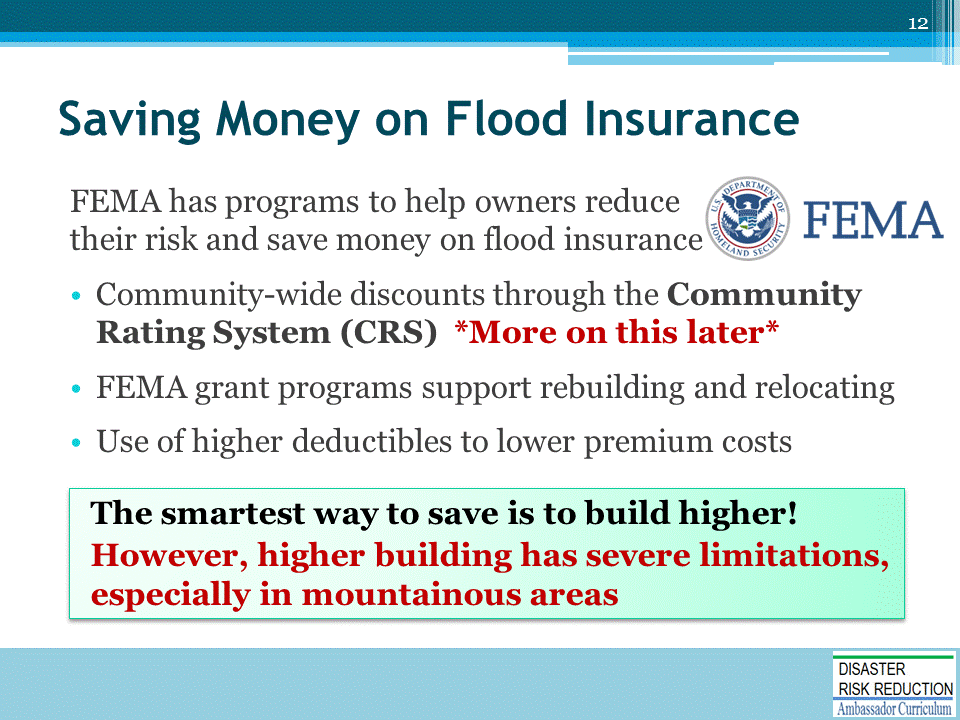 12
Saving Money on Flood Insurance
FEMA has programs to help owners reduce
their risk and save money on flood insurance
U.S. DEPARTMENT OF
HOMELAND SECURITY
FEMA
• Community-wide discounts through the Community
Rating System (CRS) *More on this later*
• FEMA grant programs support rebuilding and relocating
• Use of higher deductibles to lower premium costs
The smartest way to save is to build higher!
However, higher building has severe limitations,
especially in mountainous areas
DISASTER
RISK REDUCTION
Ambassador Curriculum